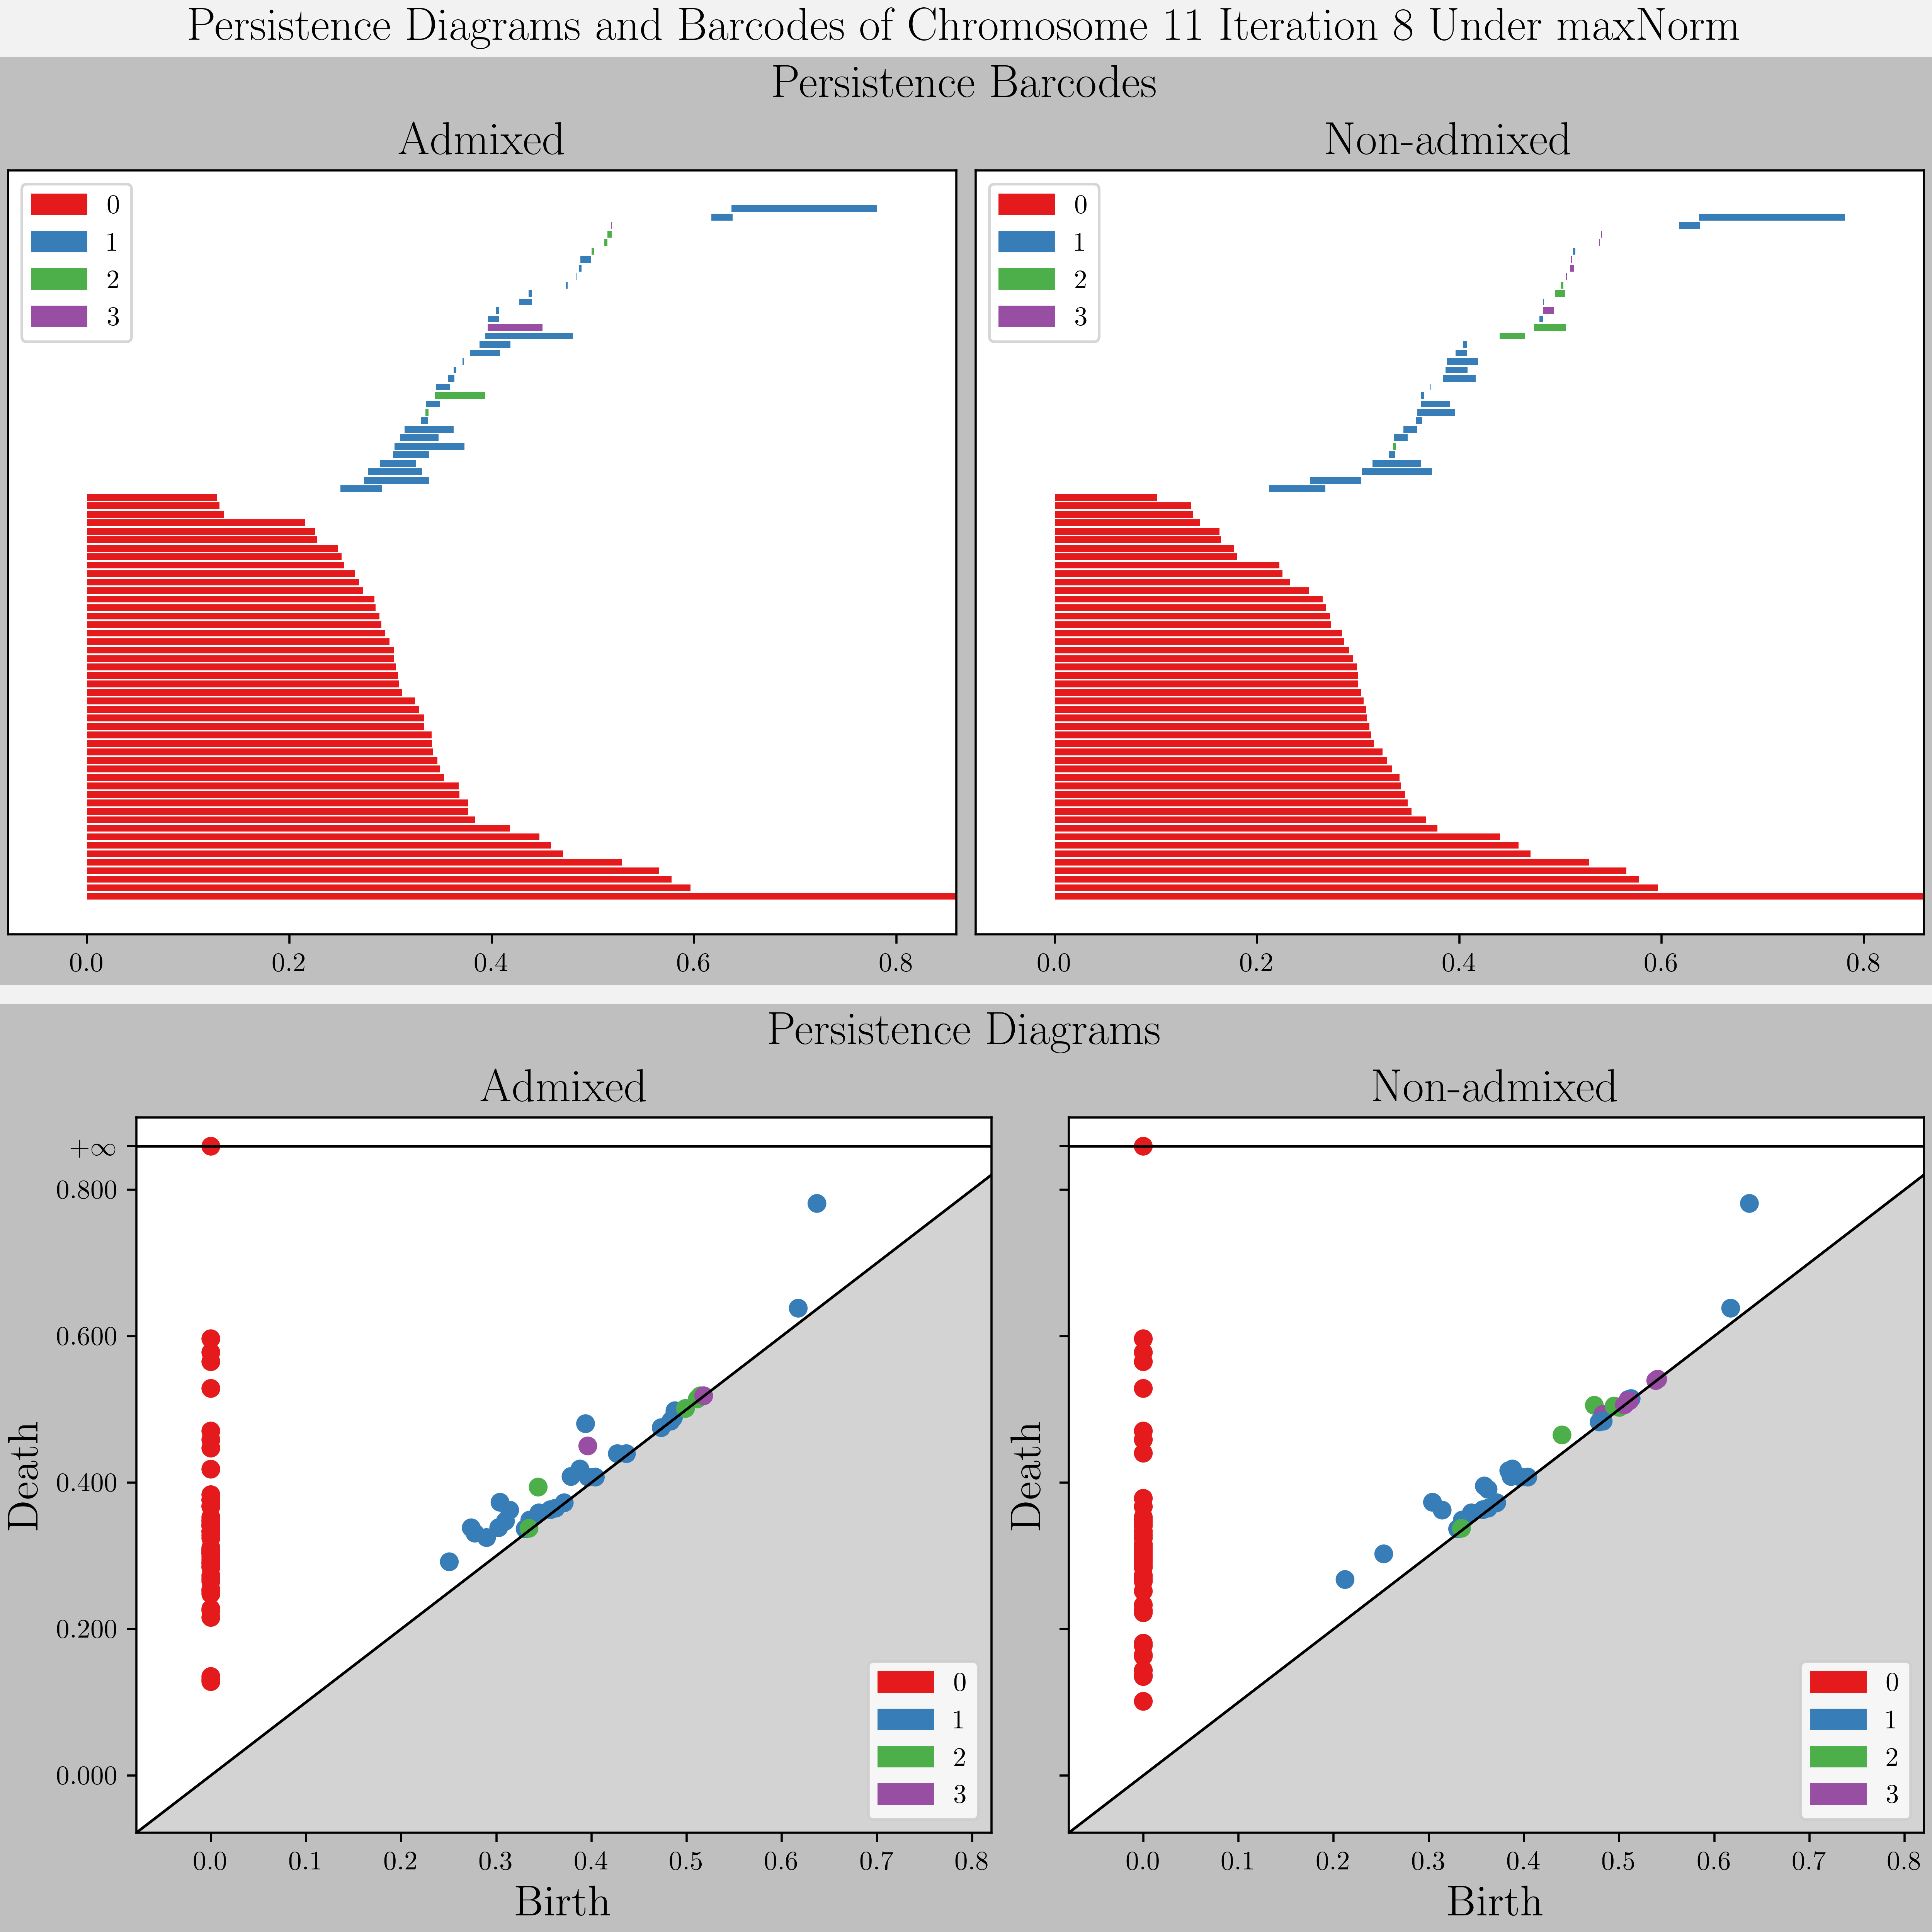 Persistence Diagrams and Barcodes of Chromosome 11 Iteration 8 Under maxNorm
Persistence Barcodes
Admixed
Non-admixed
0
1
2
3
0
1
2
3
0.0 0.2 0.4 0.6 0.8
0.0 0.2 0.4 0.6 0.8
Persistence Diagrams
Admixed
Non-admixed
+∞
0.800
0.600
0.400
0.200
0.000
Death
Death
0
1
2
3
0
1
2
3
0.0 0.1 0.2 0.3 0.4 0.5 0.6 0.7 0.8
0.0 0.1 0.2 0.3 0.4 0.5 0.6 0.7 0.8
Birth
Birth